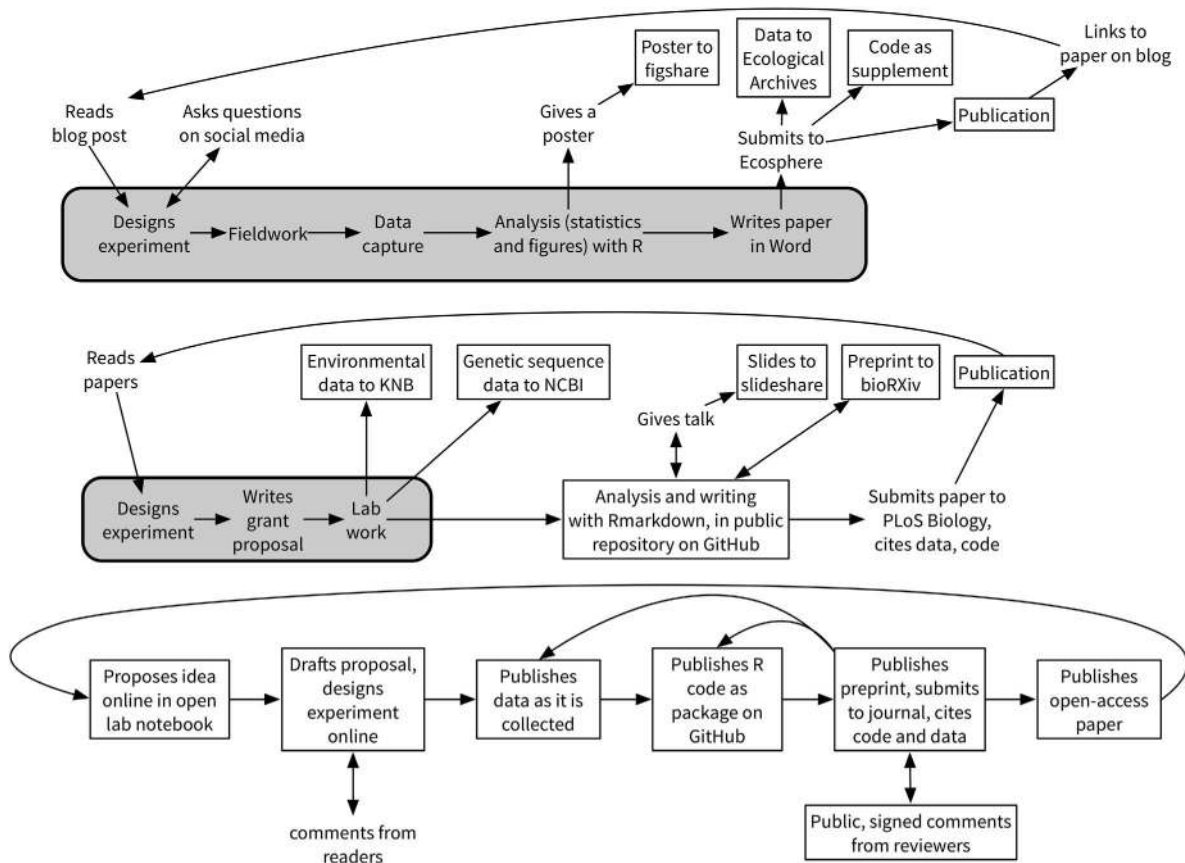 Links to
paper on blog
Poster to
figshare
Data to
Ecological
Archives
Code as
supplement
Reads
blog post
Asks questions
on social media
Gives a
poster
Submits to
Ecosphere
Publication
Designs
experiment
Fieldwork
Data
capture
Analysis (statistics
and figures) with R
Writes paper
in Word
Reads
papers
Environmental
data to KNB
Genetic sequence
data to NCBI
Slides to
slideshare
Preprint to
bioRXiv
Publication
Gives talk
Designs
experiment
Writes
grant
proposal
Lab
work
Analysis and writing
with Rmarkdown, in public
repository on GitHub
Submits paper to
PLoS Biology,
cites data, code
Proposes idea
online in open
lab notebook
Drafts proposal,
designs
experiment
online
Publishes
data as it is
collected
Publishes R
code as
package on
GitHub
Publishes
preprint, submits
to journal, cites
code and data
Publishes
open-access
paper
comments from
readers
Public, signed comments
from reviewers